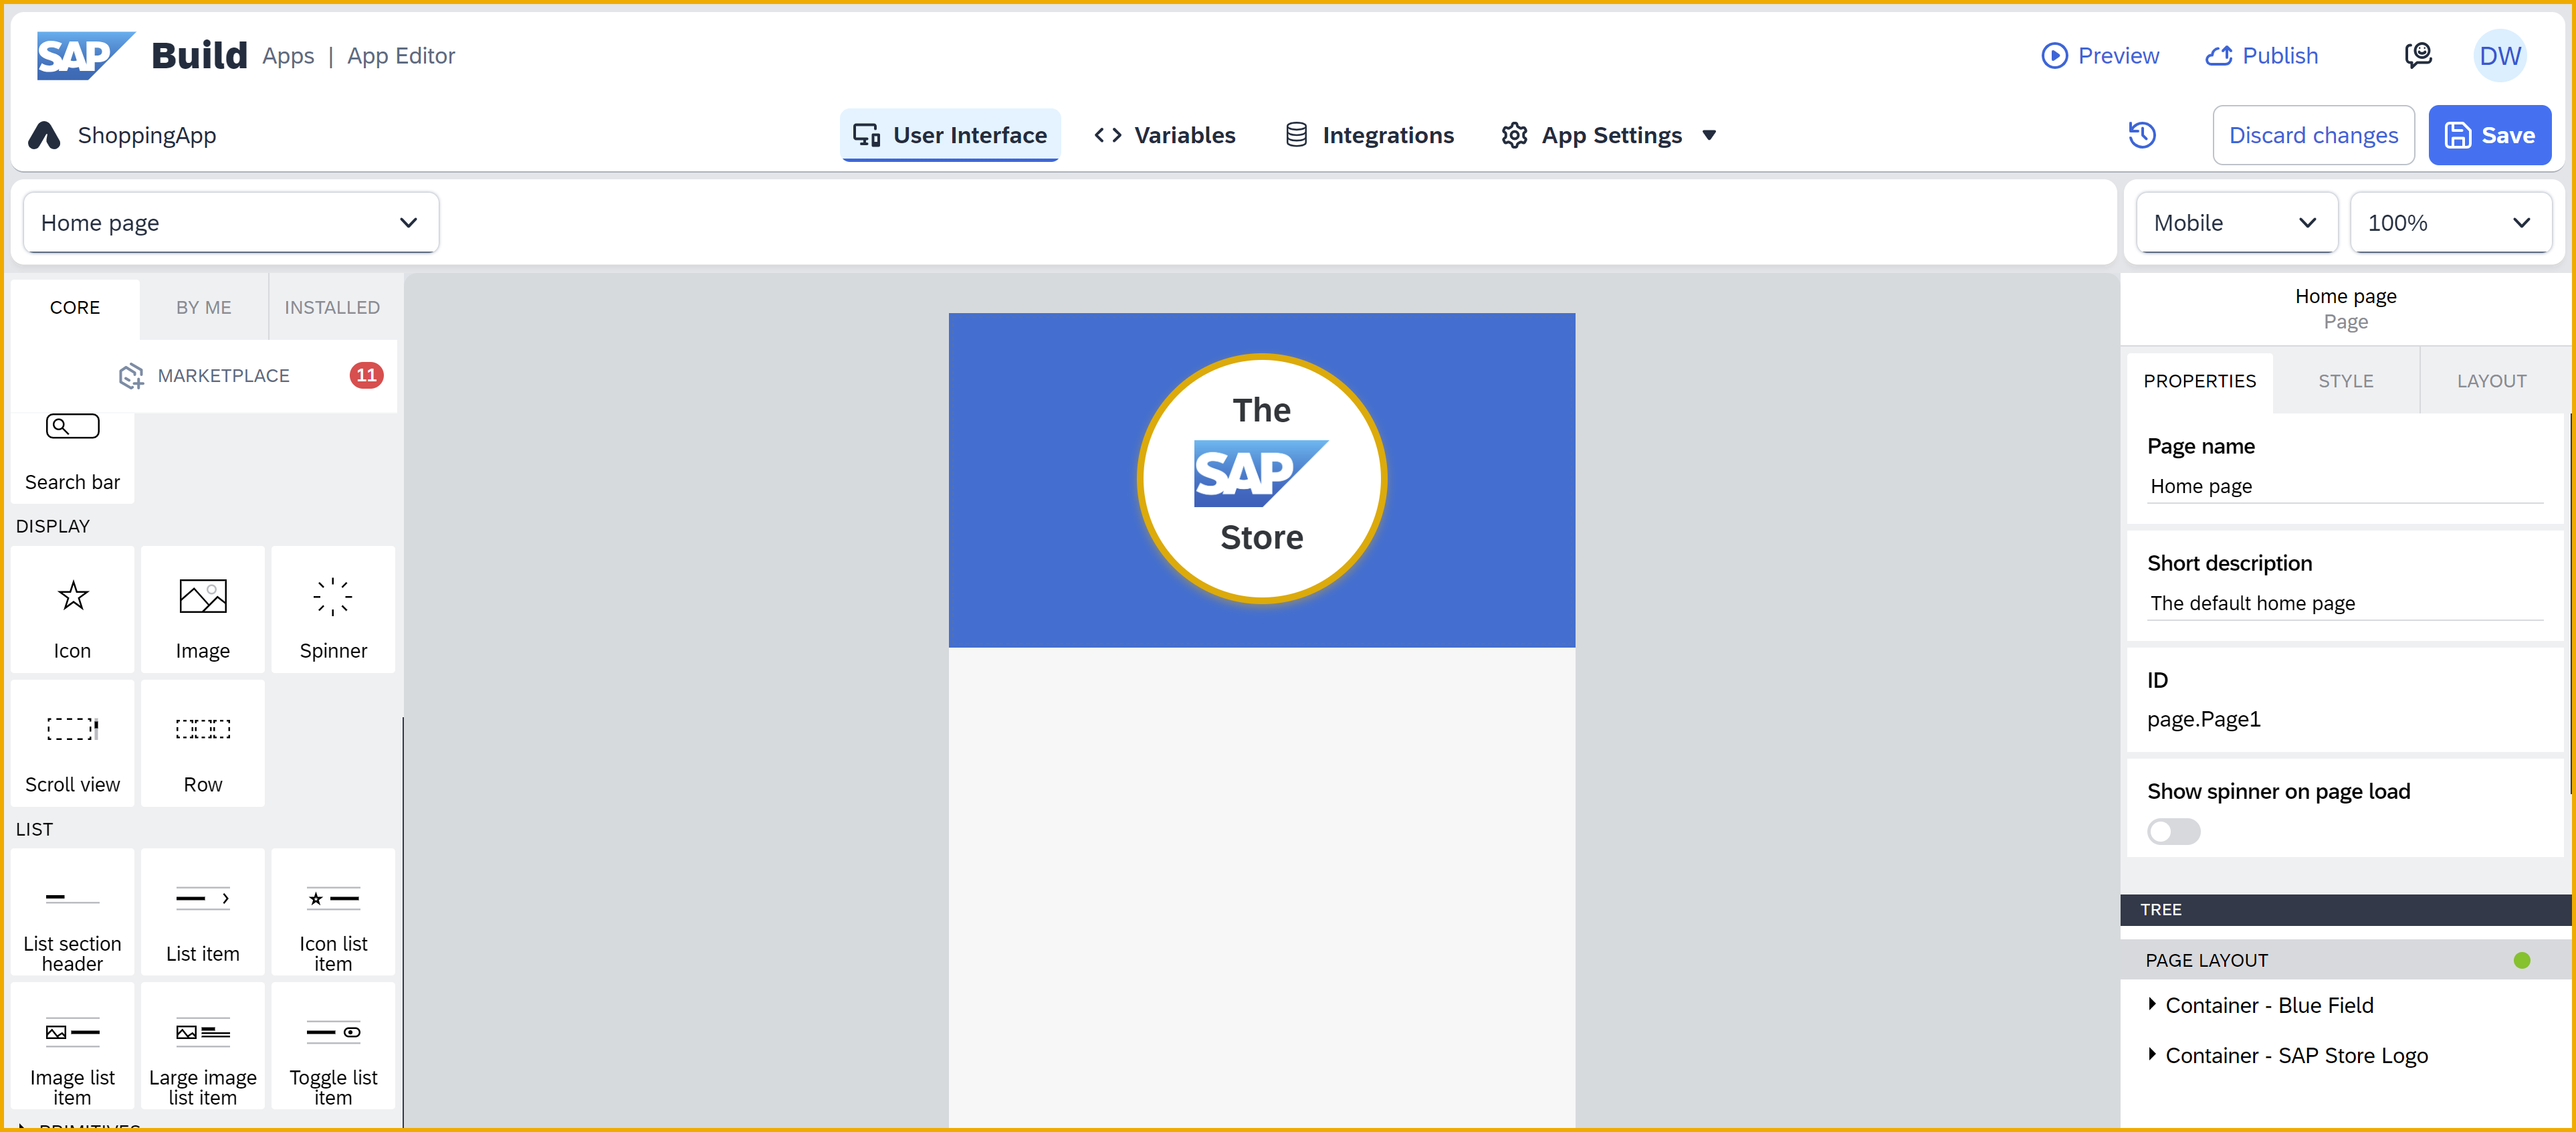 SAP Build Apps | App Editor
Preview
Publish
DW
ShoppingApp
User Interface
Variables
Integrations
App Settings
Discard changes
Save
Home page
Mobile
100%
CORE
BY ME
INSTALLED
MARKETPLACE
11
Search bar
DISPLAY
Icon
Image
Spinner
Scroll view
Row
LIST
List section
header
List item
Icon list
item
Image list
item
Large image
list item
Toggle list
item
PRIMITIVES
The
SAP
Store
Home page
Page
PROPERTIES
STYLE
LAYOUT
Page name
Home page
Short description
The default home page
ID
page.Page1
Show spinner on page load
TREE
PAGE LAYOUT
Container - Blue Field
Container - SAP Store Logo